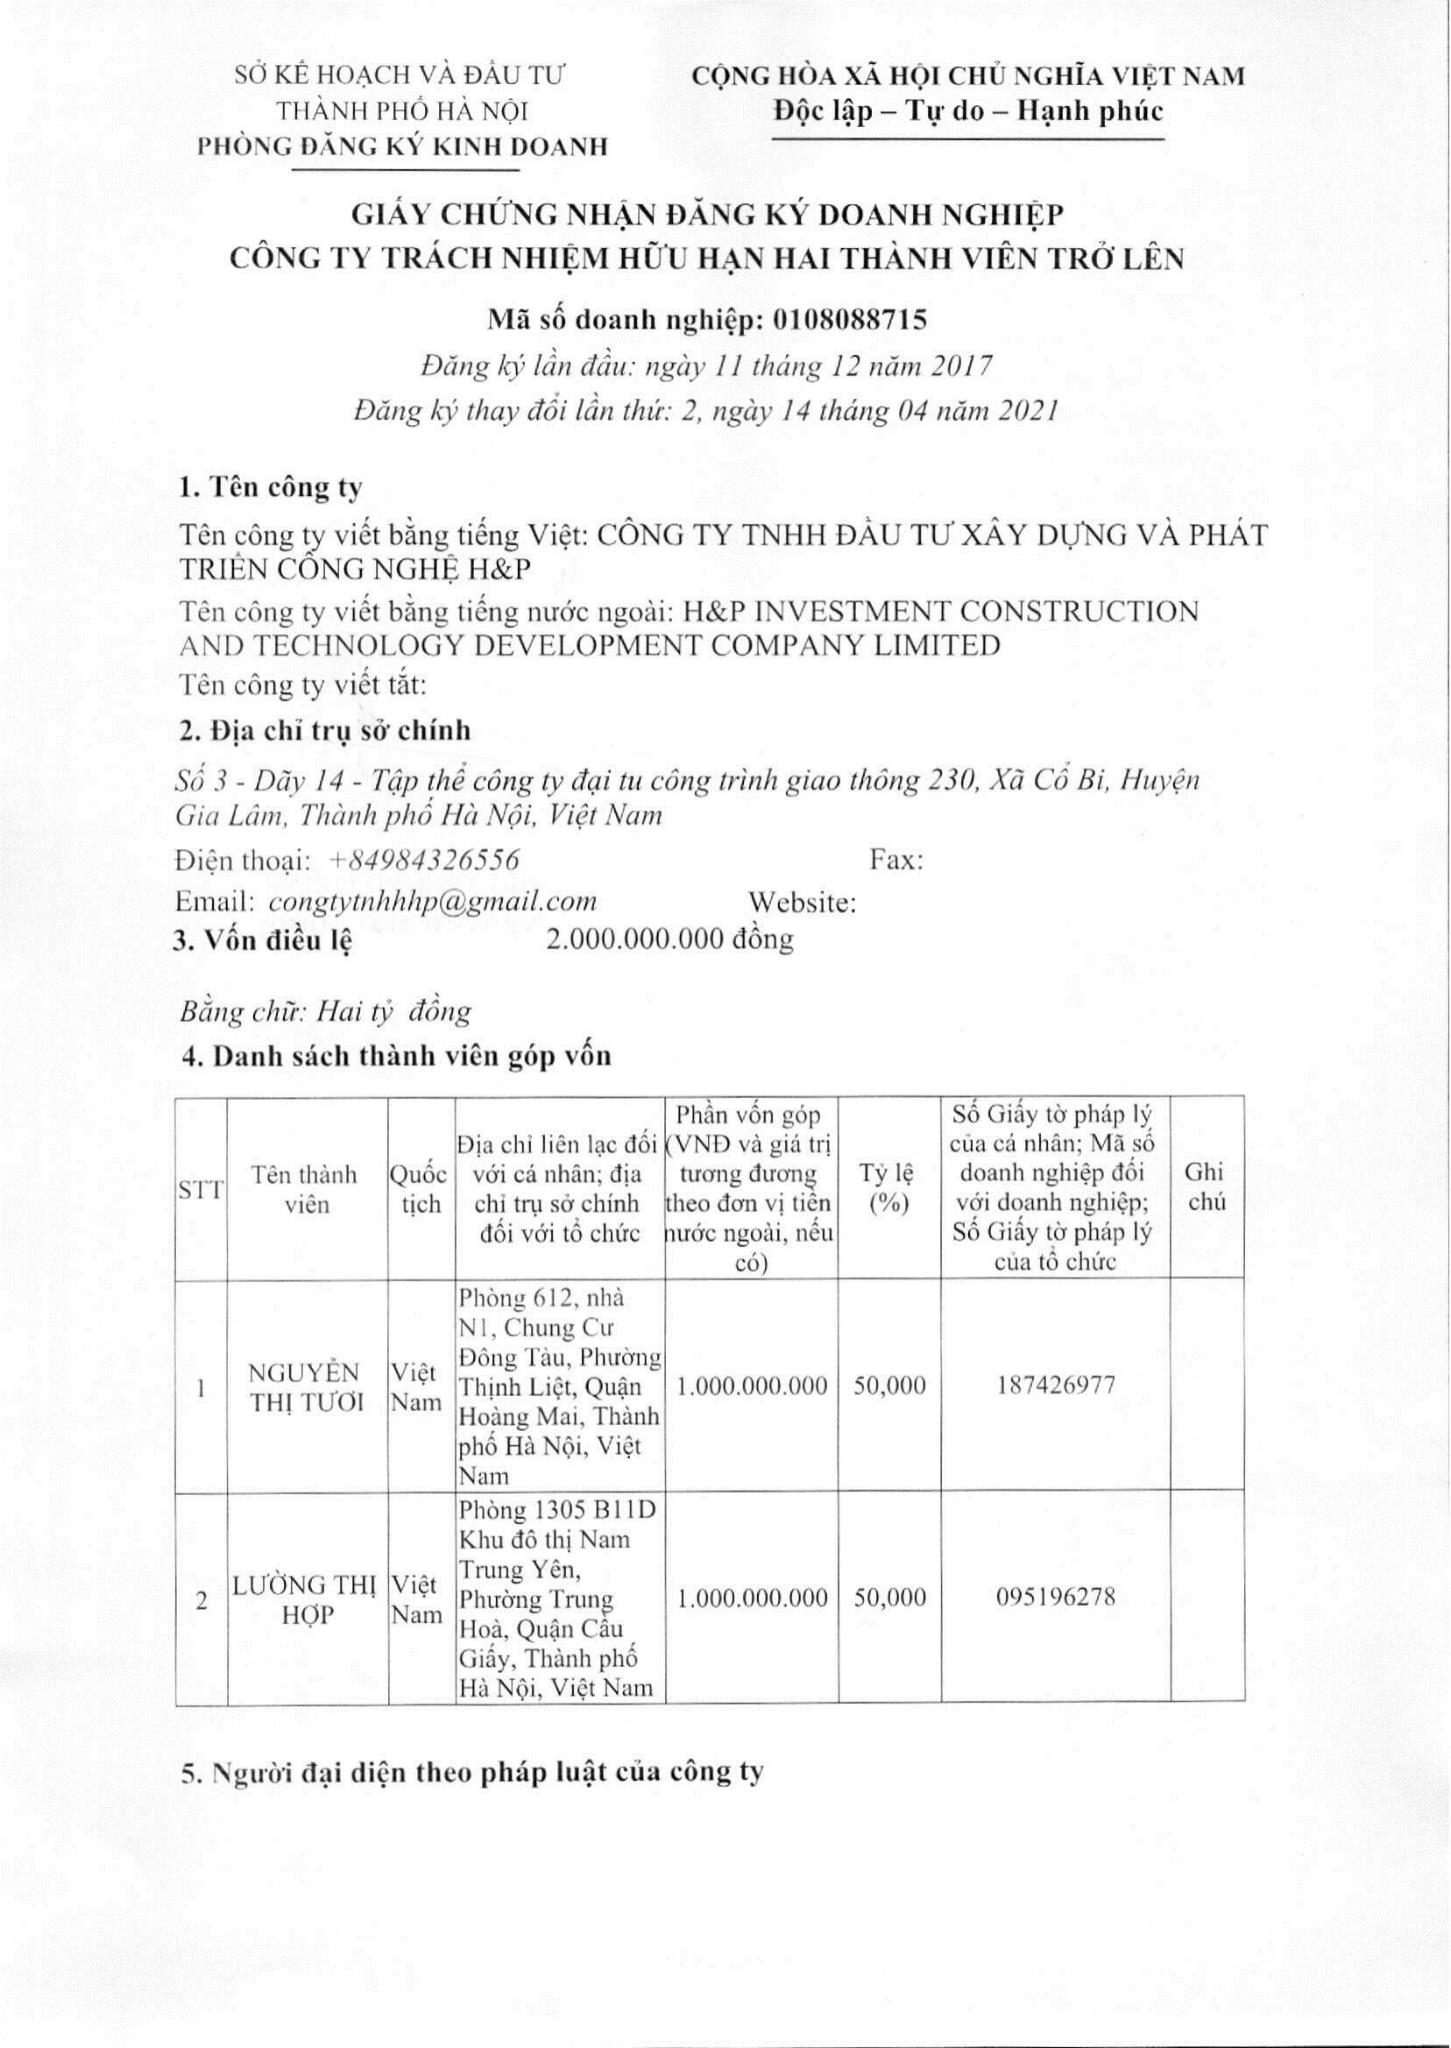 SỞ KẾ HOẠCH VÀ ĐẦU TƯ
THÀNH PHỐ HÀ NỘI
PHÒNG ĐĂNG KÝ KINH DOANH
CỘNG HÒA XÃ HỘI CHỦ NGHĨA VIỆT NAM
Độc lập – Tự do – Hạnh phúc
GIẤY CHỨNG NHẬN ĐĂNG KÝ DOANH NGHIỆP
CÔNG TY TRÁCH NHIỆM HỮU HẠN HAI THÀNH VIÊN TRỞ LÊN
Mã số doanh nghiệp: 0108088715
Đăng ký lần đầu: ngày 11 tháng 12 năm 2017
Đăng ký thay đổi lần thứ: 2, ngày 14 tháng 04 năm 2021
1. Tên công ty
Tên công ty viết bằng tiếng Việt: CÔNG TY TNHH ĐẦU TƯ XÂY DỰNG VÀ PHÁT
TRIỂN CÔNG NGHỆ H&P
Tên công ty viết bằng tiếng nước ngoài: H&P INVESTMENT CONSTRUCTION
AND TECHNOLOGY DEVELOPMENT COMPANY LIMITED
Tên công ty viết tắt:
2. Địa chỉ trụ sở chính
Số 3 - Dãy 14 - Tập thể công ty đại tu công trình giao thông 230, Xã Cổ Bi, Huyện
Gia Lâm, Thành phố Hà Nội, Việt Nam
Điện thoại: +84984326556 Fax:
Email: congtytnhhhp@gmail.com Website:
3. Vốn điều lệ 2.000.000.000 đồng
Bằng chữ: Hai tỷ đồng
4. Danh sách thành viên góp vốn
STT
Tên thành
viên
Quốc
tịch
Địa chỉ liên lạc đối
với cá nhân; địa
chỉ trụ sở chính
đối với tổ chức
Phần vốn góp
(VNĐ và giá trị
tương đương
theo đơn vị tiền
nước ngoài, nếu
có)
Tỷ lệ
(%)
Số Giấy tờ pháp lý
của cá nhân; Mã số
doanh nghiệp đối
với doanh nghiệp;
Số Giấy tờ pháp lý
của tổ chức
Ghi
chú
1
NGUYỄN
THỊ TƯƠI
Việt
Nam
Phòng 612, nhà
N1, Chung Cư
Đông Tàu, Phường
Thịnh Liệt, Quận
Hoàng Mai, Thành
phố Hà Nội, Việt
Nam
1.000.000.000
50,000
187426977
2
LƯỜNG THỊ
HỢP
Việt
Nam
Phòng 1305 B11D
Khu đô thị Nam
Trung Yên,
Phường Trung
Hoà, Quận Cầu
Giấy, Thành phố
Hà Nội, Việt Nam
1.000.000.000
50,000
095196278
5. Người đại diện theo pháp luật của công ty